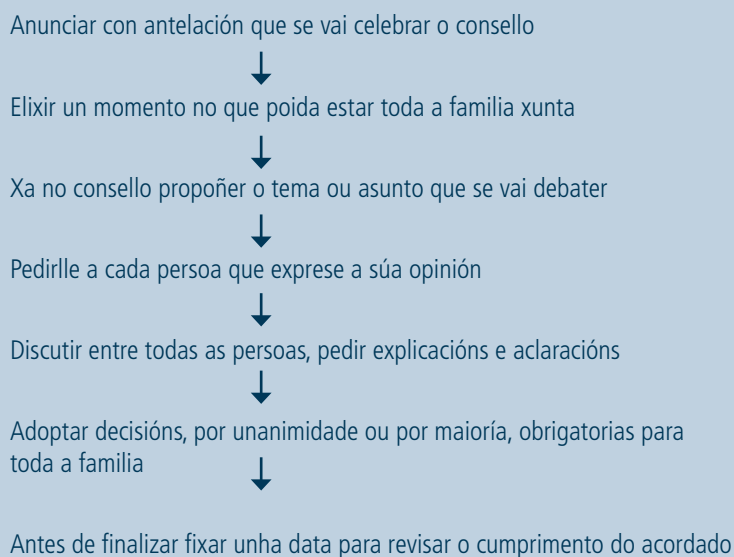 Anunciar con antelación que se vai celebrar o consello
Elixir un momento no que poida estar toda a familia xunta
Xa no consello propoñer o tema ou asunto que se vai debater
Pedirlle a cada persoa que exprese a súa opinión
Discutir entre todas as persoas, pedir explicacións e aclaracións
Adoptar decisións, por unanimidade ou por maioría, obrigatorias para
toda a familia
Antes de finalizar fixar unha data para revisar o cumprimento do acordado